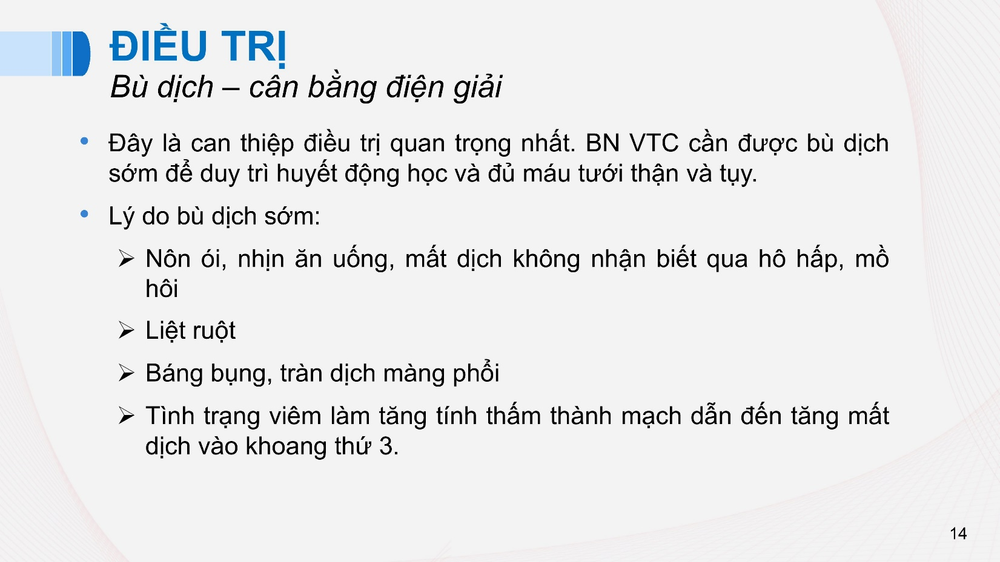 ĐIỀU TRỊ
Bù dịch – cân bằng điện giải
• Đây là can thiệp điều trị quan trọng nhất. BN VTC cần được bù dịch
sớm để duy trì huyết động học và đủ máu tưới thận và tụy.
• Lý do bù dịch sớm:
➢ Nôn ói, nhịn ăn uống, mất dịch không nhận biết qua hô hấp, mồ
hôi
➢ Liệt ruột
➢ Báng bụng, tràn dịch màng phổi
➢ Tình trạng viêm làm tăng tính thấm thành mạch dẫn đến tăng mất
dịch vào khoang thứ 3.
14